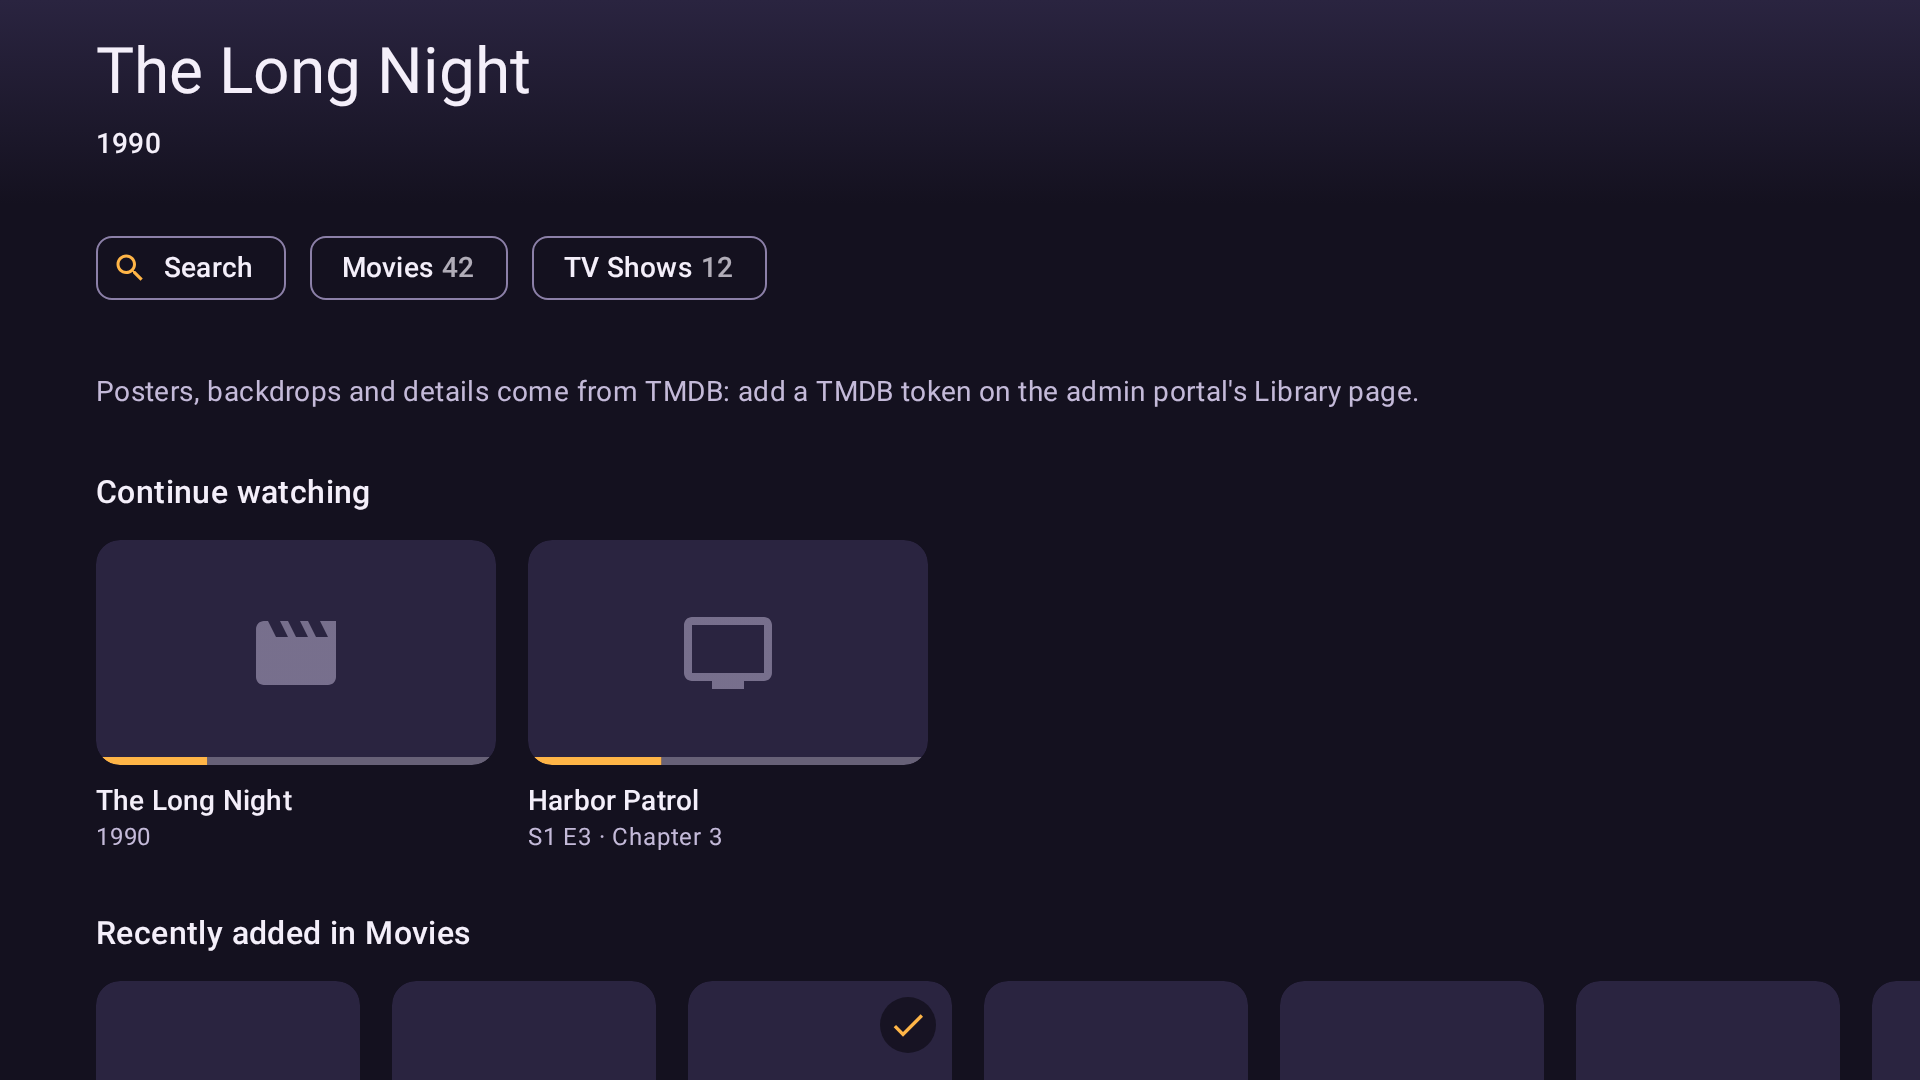 The Long Night
1990
Search
Movies 42
TV Shows 12
Posters, backdrops and details come from TMDB: add a TMDB token on the admin portal's Library page.
Continue watching
The Long Night
1990
Harbor Patrol
S1 E3 · Chapter 3
Recently added in Movies